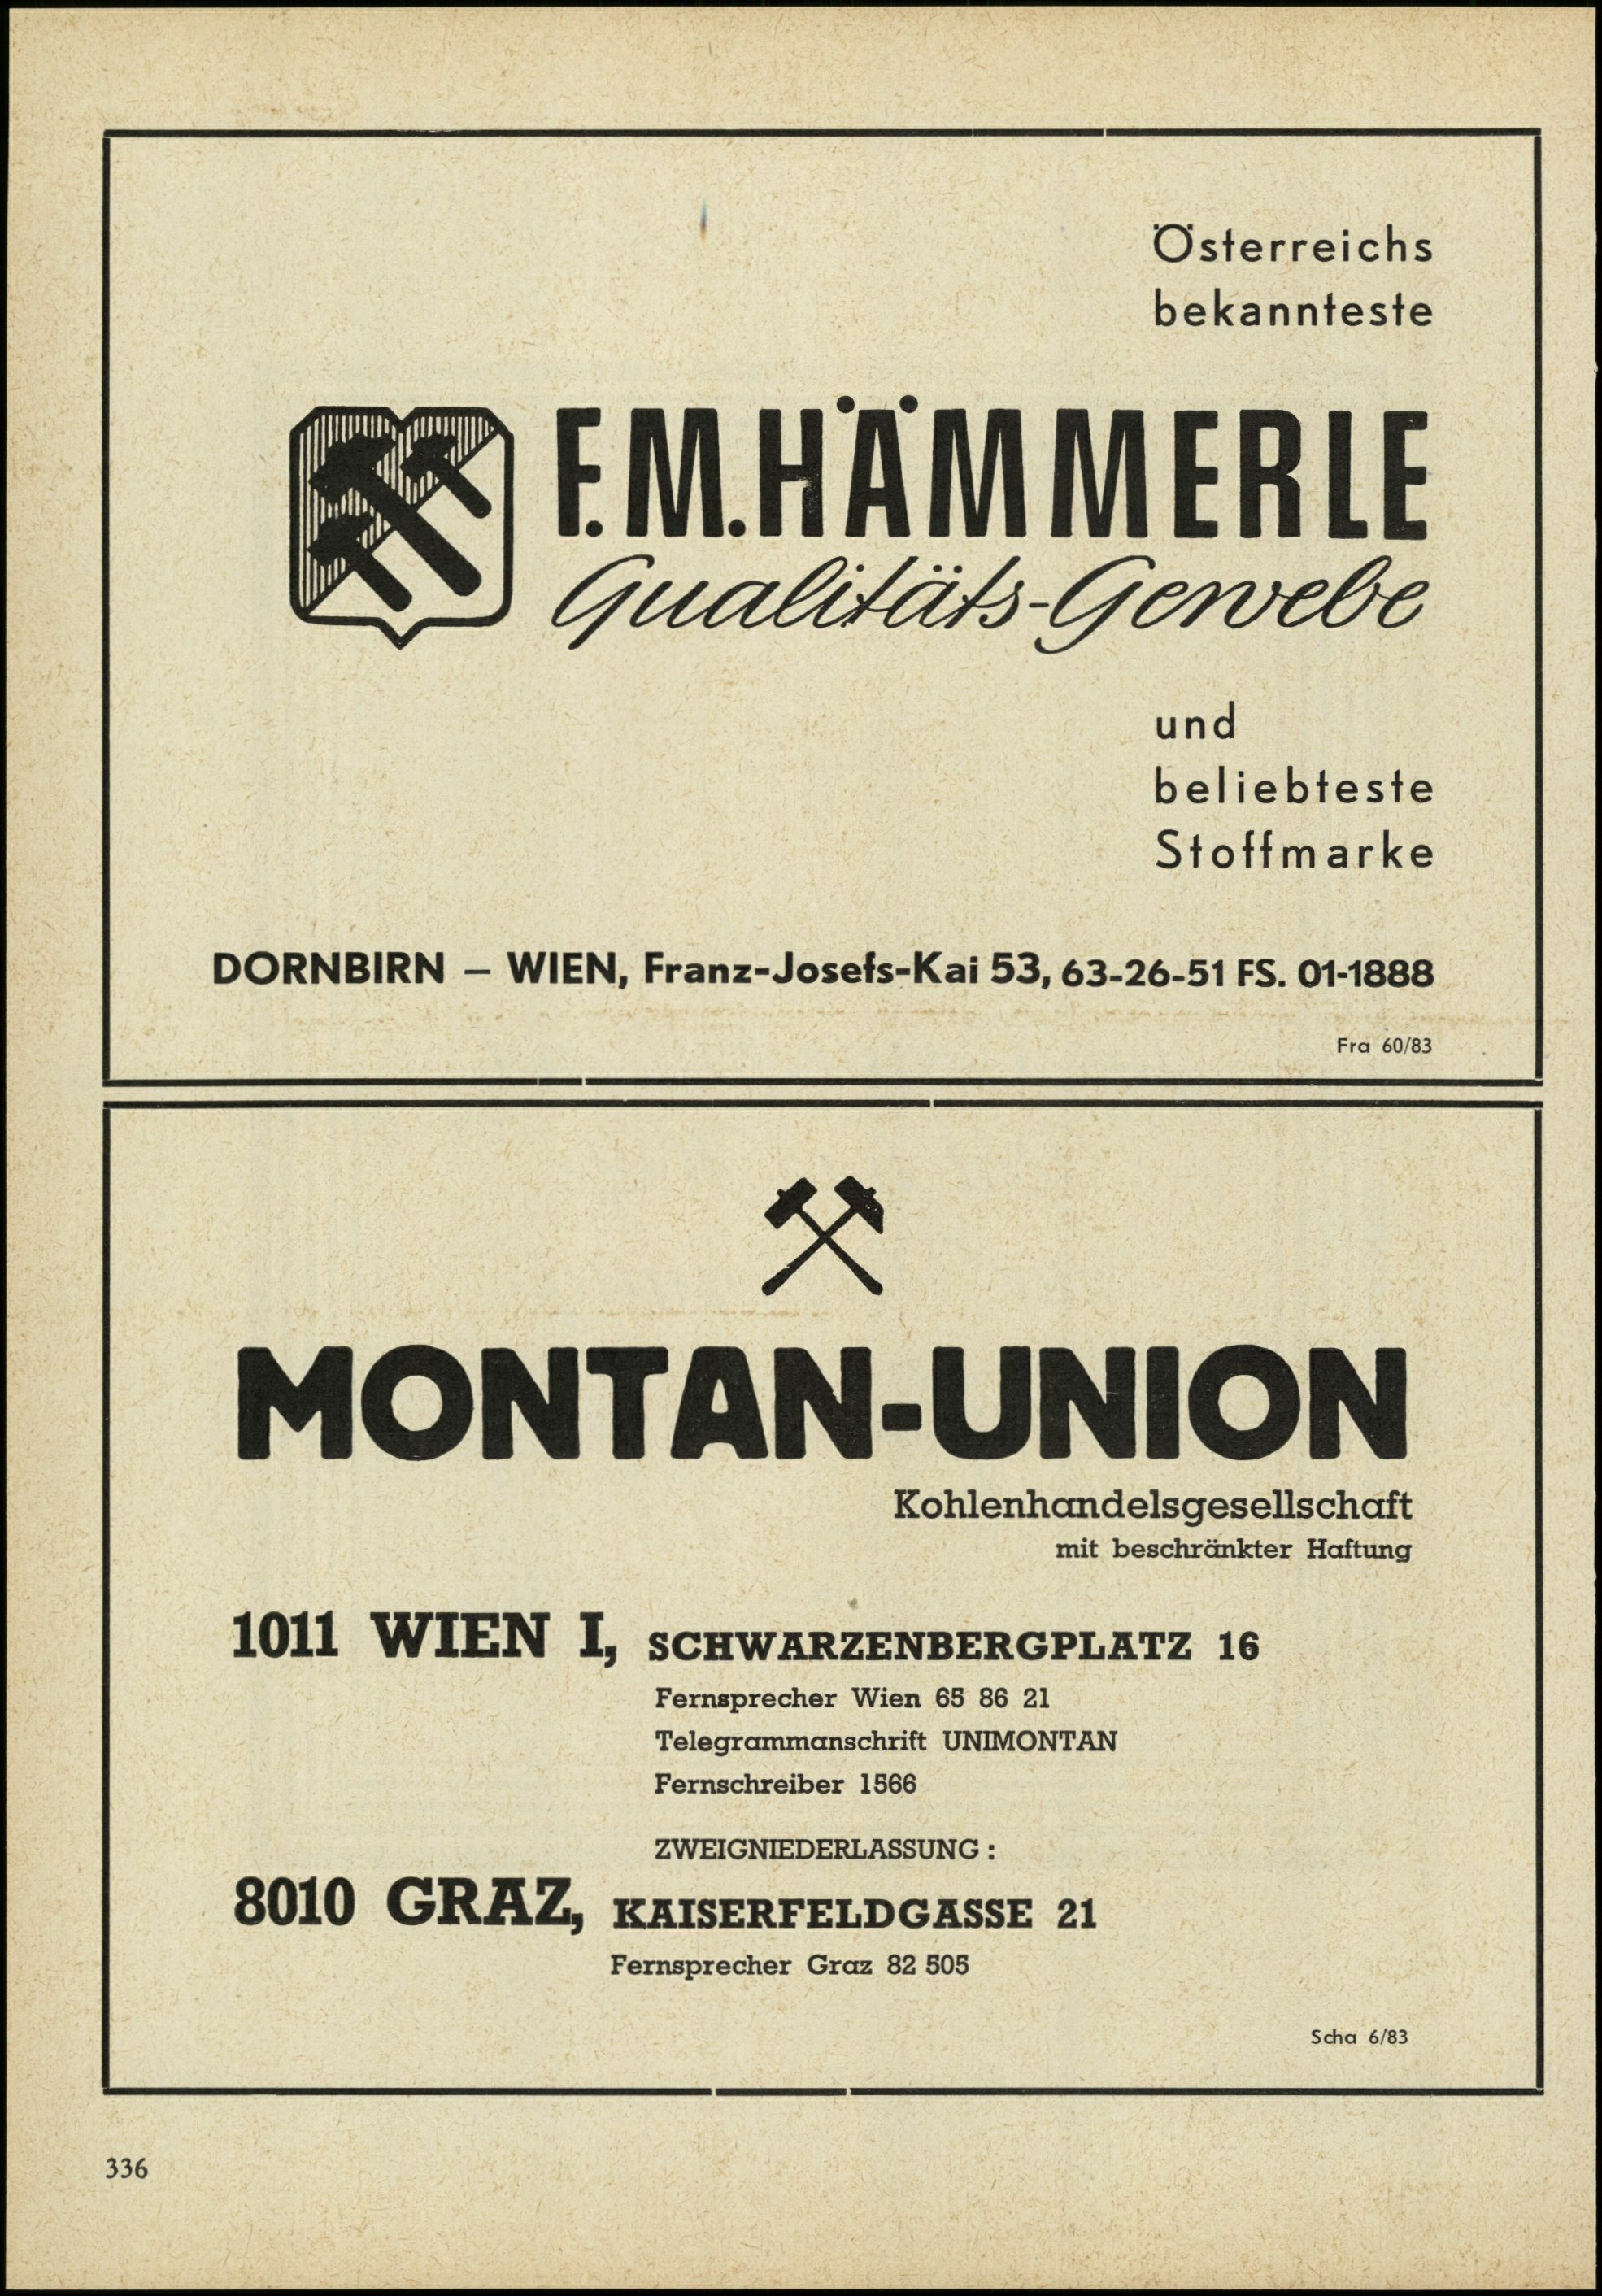 Österreichs
bekannteste
F.M.HÄMMERLE
Qualitäts-Gewebe
und
beliebteste
Stoffmarke
DORNBIRN – WIEN, Franz-Josefs-Kai 53, 63-26-51 FS. 01-1888
Fra 60/83
MONTAN-UNION
Kohlenhandelsgesellschaft
mit beschränkter Haftung
1011 WIEN I, SCHWARZENBERGPLATZ 16
Fernsprecher Wien 65 86 21
Telegrammanschrift UNIMONTAN
Fernschreiber 1566
ZWEIGNIEDERLASSUNG :
8010 GRAZ, KAISERFELDGASSE 21
Fernsprecher Graz 82 505
Scha 6/83
336